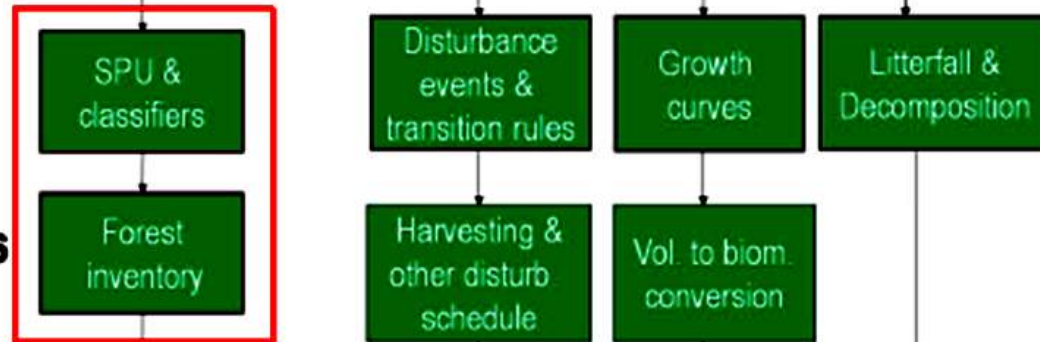 SPU &
classifiers
Forest
inventory
Disturbance
events &
transition rules
Harvesting &
other disturb
schedule
Growth
curves
Vol. to biom.
conversion
Litterfall &
Decomposition
s